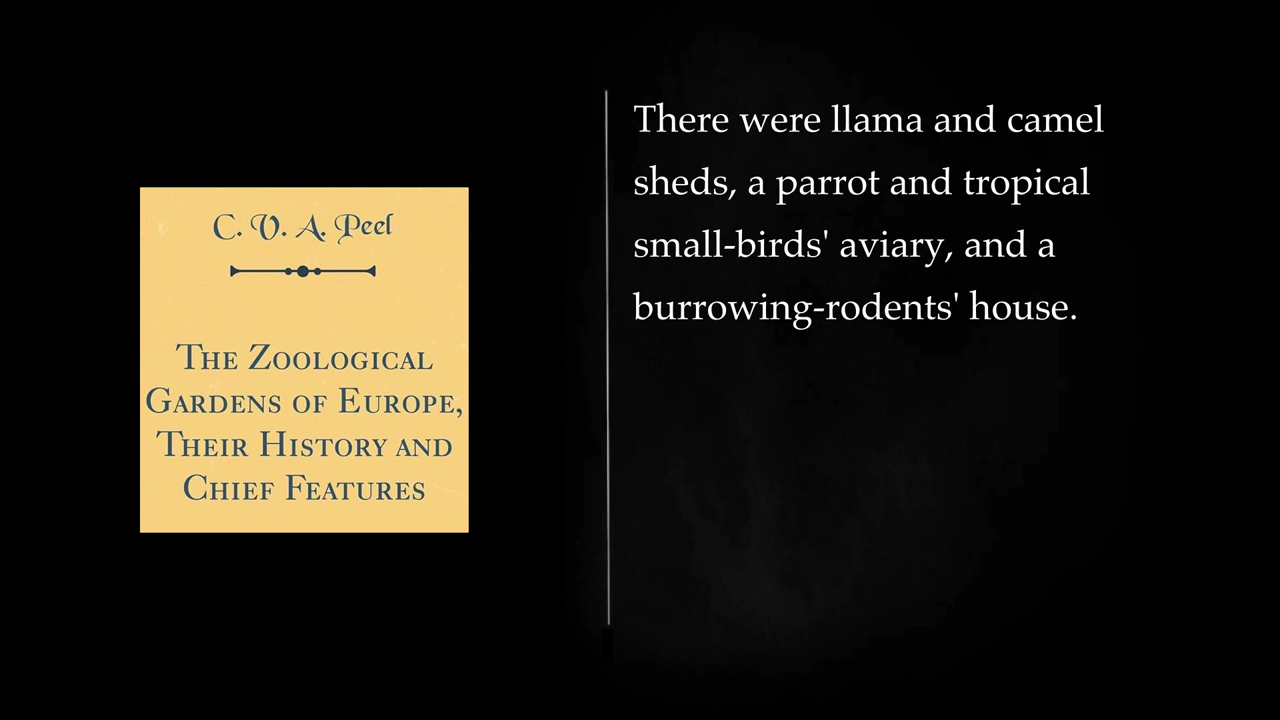 C. V. A. Peel
The Zoological
Gardens of Europe,
Their History and
Chief Features
There were llama and camel
sheds, a parrot and tropical
small-birds' aviary, and a
burrowing-rodents' house.